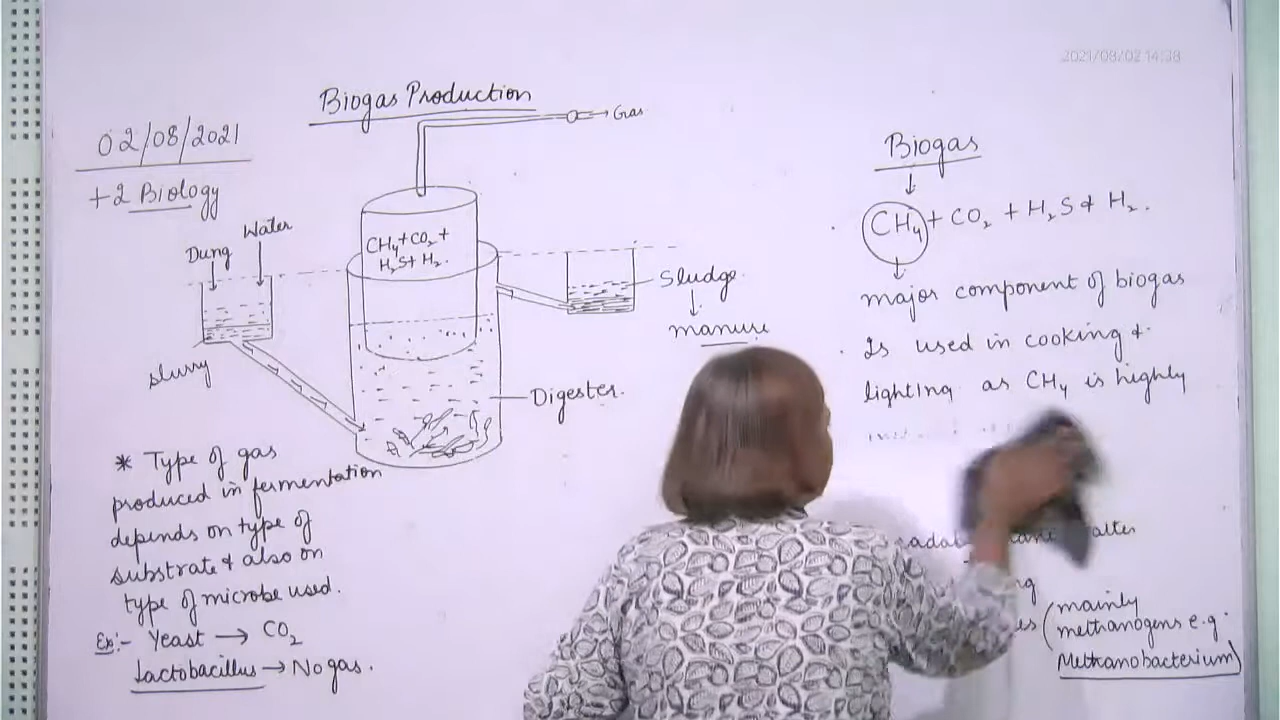 2021/08/02 14:38
Biogas Production
02/08/2021
+2 Biology
Gas
Dung
Water
CH₄+CO₂+
H₂S+H₂.
Slurry
Sludge
manure
Digester.
* Type of gas
produced in fermentation
depends on type of
substrate & also on
type of microbe used.
Ex:- Yeast → CO₂
Lactobacillus → No gas.
Biogas
CH₄ + CO₂ + H₂S & H₂.
major component of biogas
Is used in cooking &
lighting as CH₄ is highly
(mainly
methanogens e.g.
Methanobacterium)